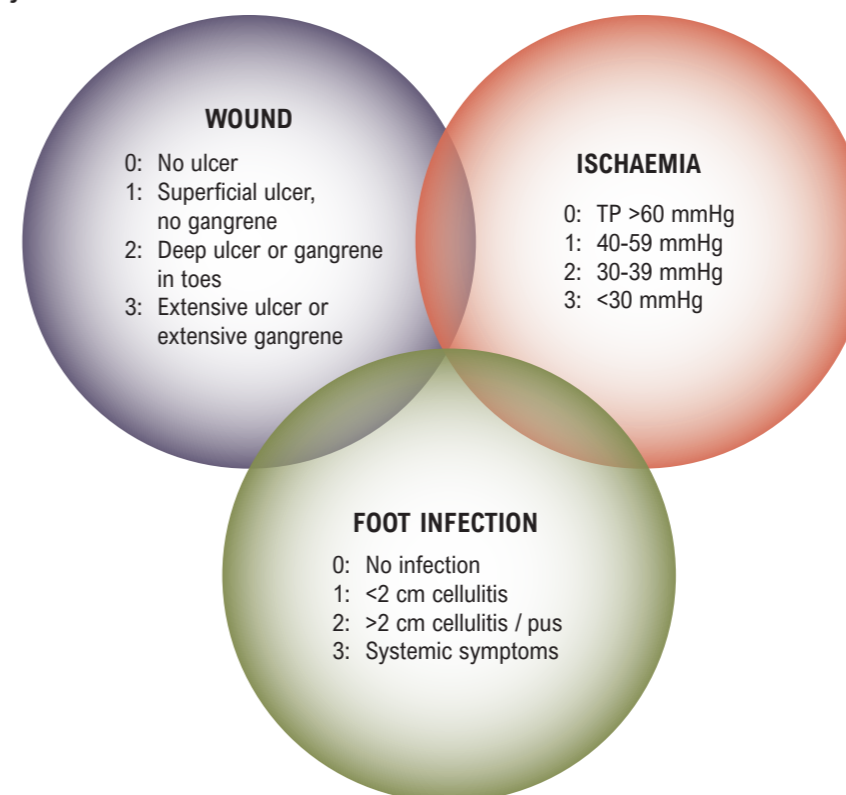 WOUND
0: No ulcer
1: Superficial ulcer,
no gangrene
2: Deep ulcer or gangrene
in toes
3: Extensive ulcer or
extensive gangrene
ISCHAEMIA
0: TP >60 mmHg
1: 40-59 mmHg
2: 30-39 mmHg
3: <30 mmHg
FOOT INFECTION
0: No infection
1: <2 cm cellulitis
2: >2 cm cellulitis / pus
3: Systemic symptoms